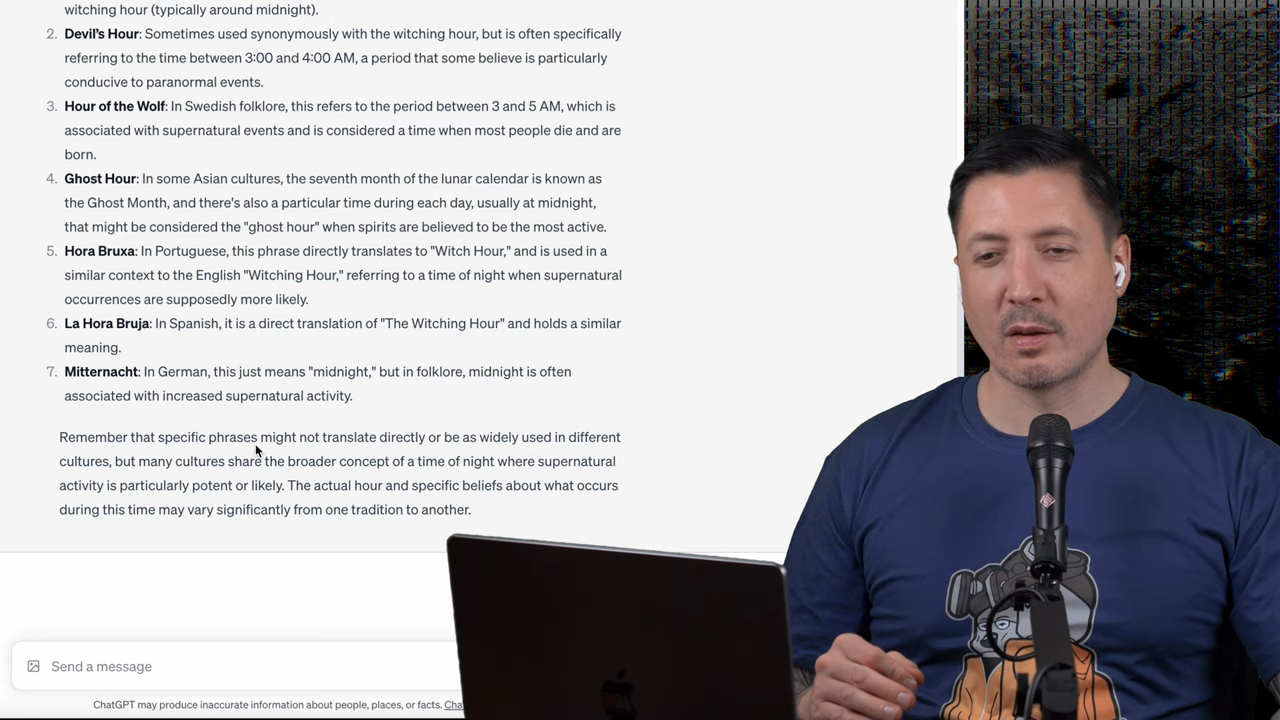 witching hour (typically around midnight).
2. Devil's Hour: Sometimes used synonymously with the witching hour, but is often specifically
referring to the time between 3:00 and 4:00 AM, a period that some believe is particularly
conducive to paranormal events.
3. Hour of the Wolf: In Swedish folklore, this refers to the period between 3 and 5 AM, which is
associated with supernatural events and is considered a time when most people die and are
born.
4. Ghost Hour: In some Asian cultures, the seventh month of the lunar calendar is known as
the Ghost Month, and there's also a particular time during each day, usually at midnight,
that might be considered the "ghost hour" when spirits are believed to be the most active.
5. Hora Bruxa: In Portuguese, this phrase directly translates to "Witch Hour," and is used in a
similar context to the English "Witching Hour," referring to a time of night when supernatural
occurrences are supposedly more likely.
6. La Hora Bruja: In Spanish, it is a direct translation of "The Witching Hour" and holds a similar
meaning.
7. Mitternacht: In German, this just means "midnight," but in folklore, midnight is often
associated with increased supernatural activity.
Remember that specific phrases might not translate directly or be as widely used in different
cultures, but many cultures share the broader concept of a time of night where supernatural
activity is particularly potent or likely. The actual hour and specific beliefs about what occurs
during this time may vary significantly from one tradition to another.
Send a message
ChatGPT may produce inaccurate information about people, places, or facts. Cha